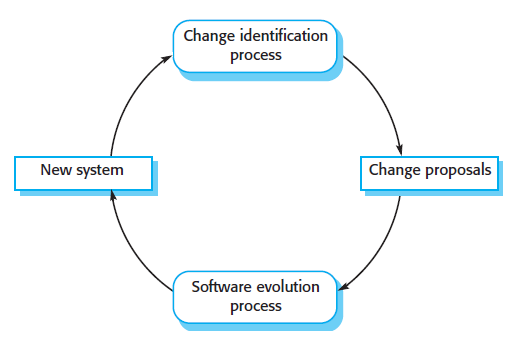 Change identification
process
New system
Change proposals
Software evolution
process